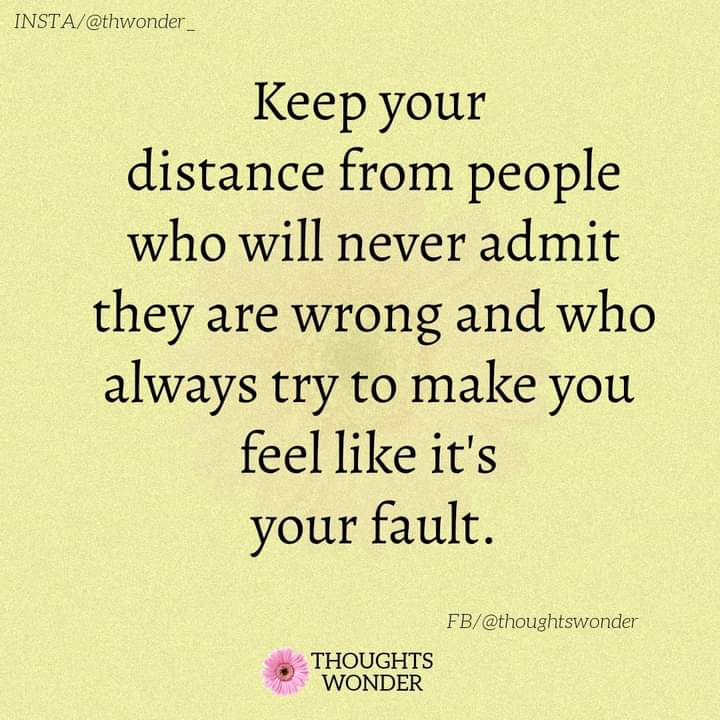 INSTA/@thwonder_
Keep your
distance from people
who will never admit
they are wrong and who
always try to make you
feel like it's
your fault.
FB/@thoughtswonder
THOUGHTS
WONDER